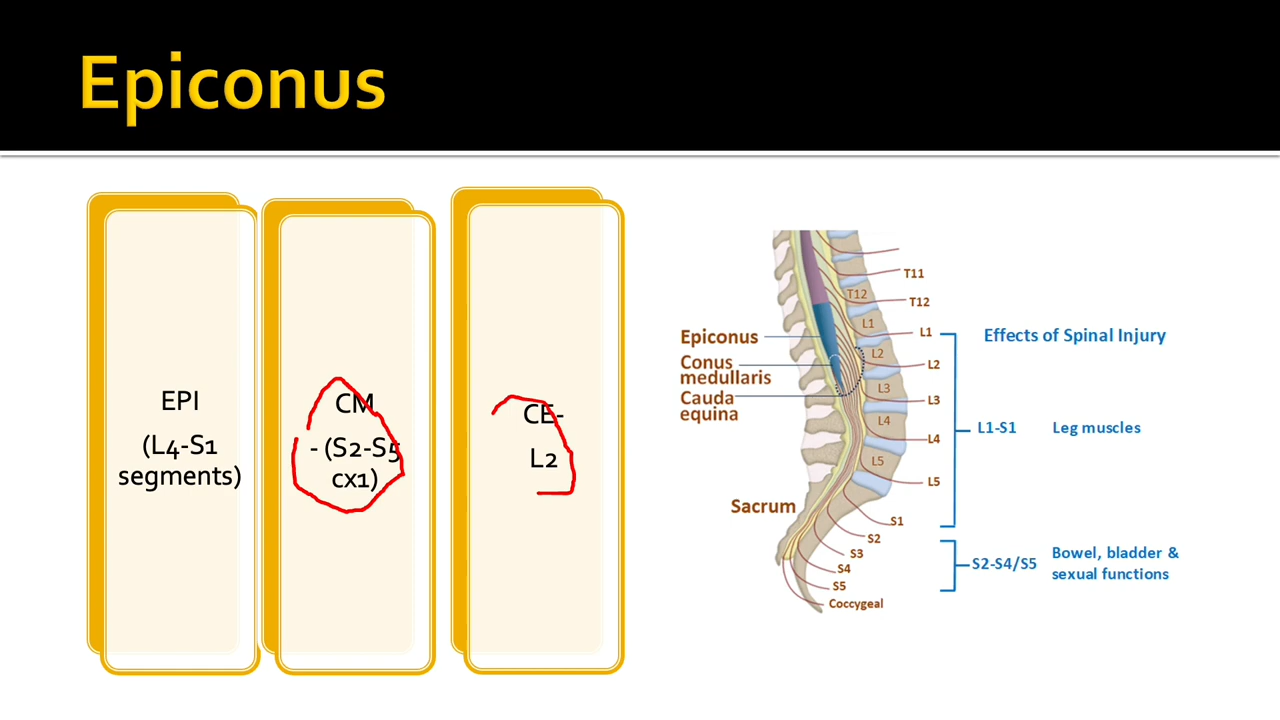 Epiconus
EPI
(L4-S1
segments)
CM
- (S2-S5
cx1)
CE-
L2
T11
T12
T12
L1
L1
Epiconus
Effects of Spinal Injury
L2
L2
Conus
medullaris
L3
L3
Cauda
equina
L4
L4
L1-S1
Leg muscles
L5
L5
Sacrum
S1
S2
S3
S4
S5
Coccygeal
S2-S4/S5
Bowel, bladder &
sexual functions